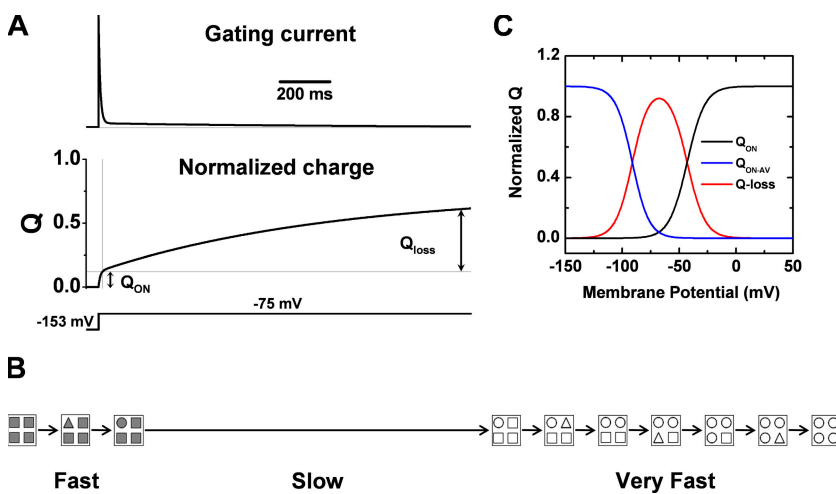 A
Gating current
200 ms
1.0
Normalized charge
Q
0.5
0.0
Q_ON
Q_loss
-153 mV
-75 mV
C
1.2
0.8
0.4
0.0
Normalized Q
Q_ON
Q_ON-AV
Q-loss
-150 -100 -50 0 50
Membrane Potential (mV)
B
Fast Slow Very Fast